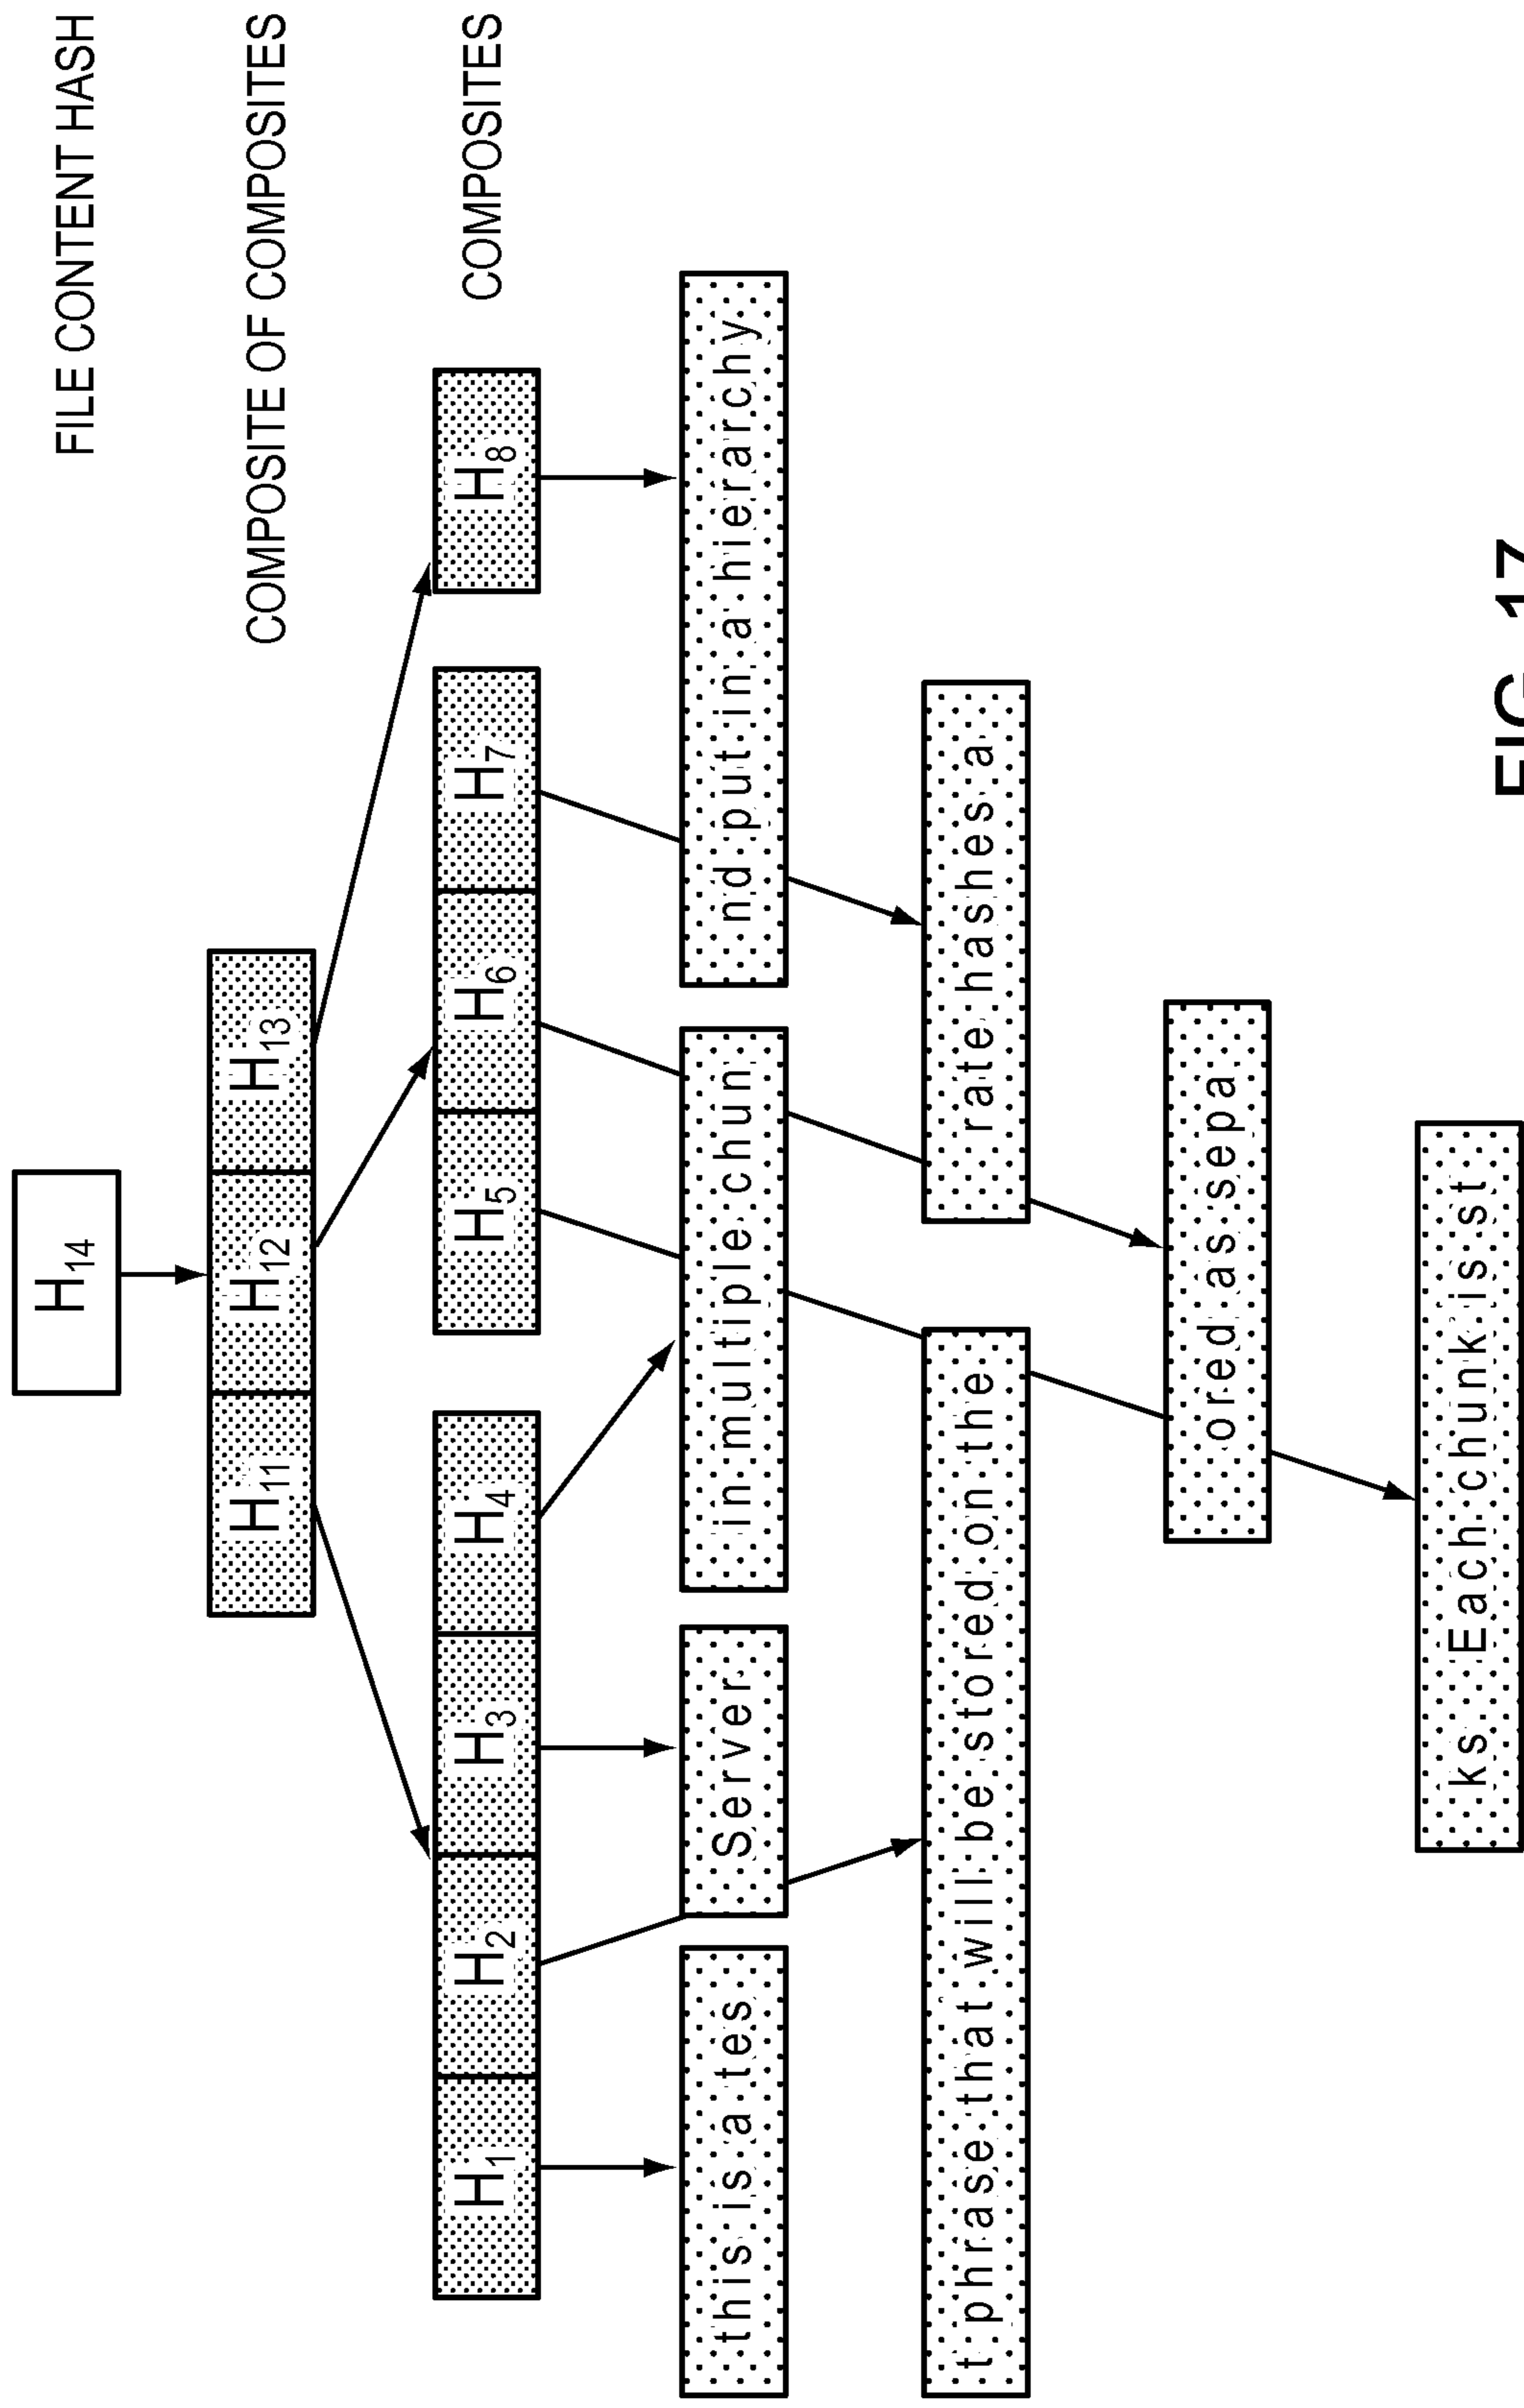 FILE CONTENT HASH
H14
COMPOSITE OF COMPOSITES
H11 H12 H13
COMPOSITES
H1 H2 H3 H4 H5 H6 H7 H8
this is a tes
Server
in multiple chun
nd put in a hierarchy
t phrase that will be stored on the
rate hashes a
ored as sepa
ks. Each chunk is st
FIG. 17